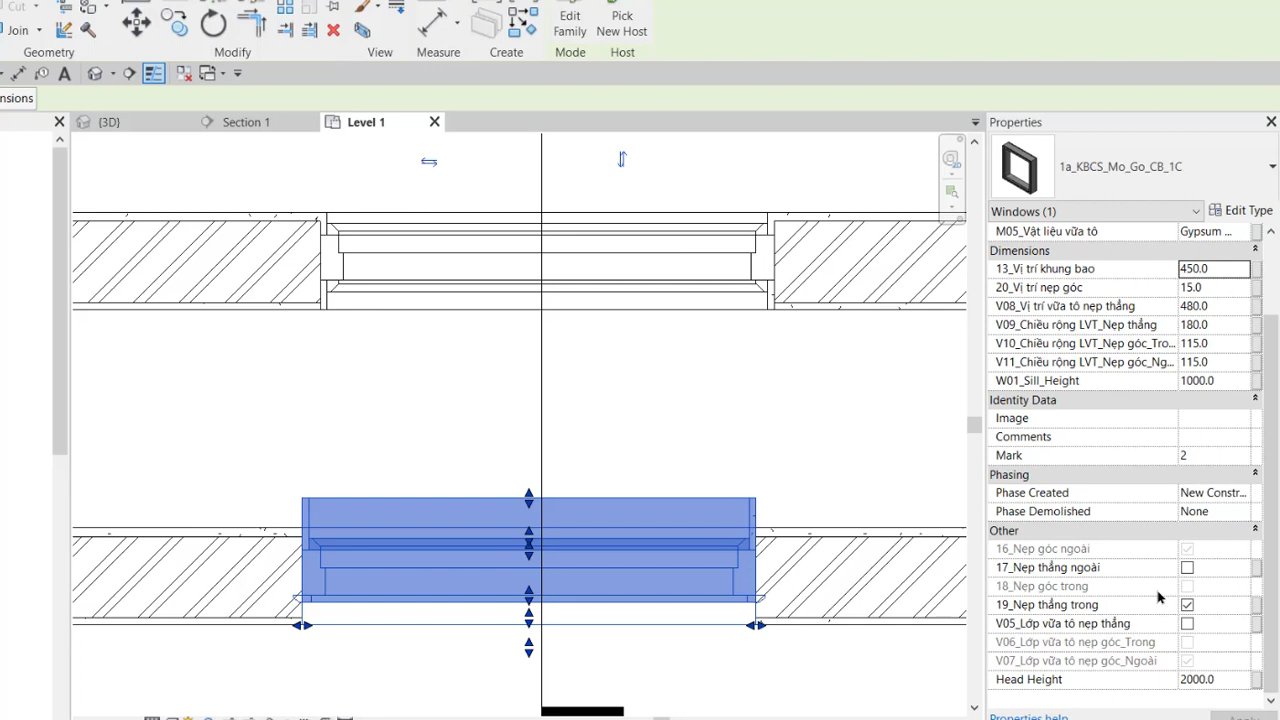 Cut
Join
Edit
Family
Pick
New Host
Geometry
Modify
View
Measure
Create
Mode
Host
A
nsions
{3D}
Section 1
Level 1
Properties
1a_KBCS_Mo_Go_CB_1C
Windows (1)
Edit Type
M05_Vật liệu vữa tô Gypsum ...
Dimensions
13_Vị trí khung bao 450.0
20_Vị trí nẹp góc 15.0
V08_Vị trí vữa tô nẹp thẳng 480.0
V09_Chiều rộng LVT_Nẹp thẳng 180.0
V10_Chiều rộng LVT_Nẹp góc_Tro... 115.0
V11_Chiều rộng LVT_Nẹp góc_Ng... 115.0
W01_Sill_Height 1000.0
Identity Data
Image
Comments
Mark 2
Phasing
Phase Created New Constr...
Phase Demolished None
Other
16_Nẹp góc ngoài
17_Nẹp thẳng ngoài
18_Nẹp góc trong
19_Nẹp thẳng trong
V05_Lớp vữa tô nẹp thẳng
V06_Lớp vữa tô nẹp góc_Trong
V07_Lớp vữa tô nẹp góc_Ngoài
Head Height 2000.0
Properties help
Apply